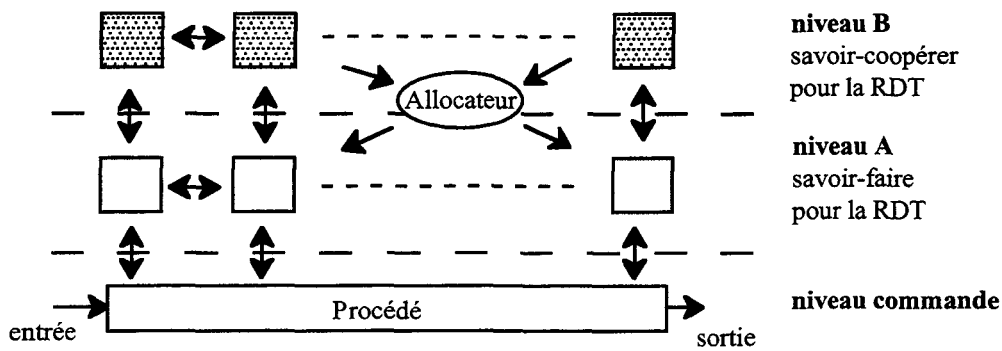 niveau B
savoir-coopérer
pour la RDT
Allocateur
niveau A
savoir-faire
pour la RDT
Procédé
niveau commande
entrée
sortie